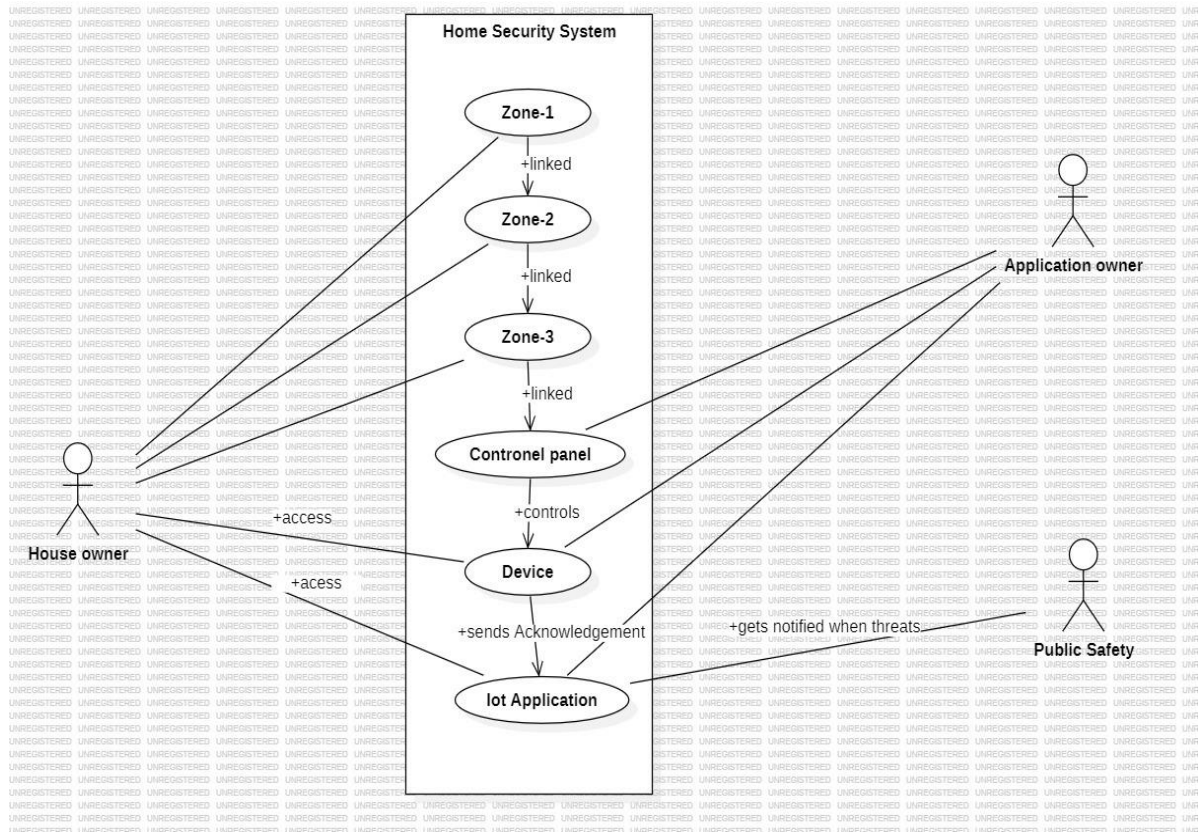 Home Security System
Zone-1
+linked
Zone-2
+linked
Zone-3
+linked
Contronel panel
+controls
Device
+sends Acknowledgement
Iot Application
+access
+acess
House owner
Application owner
+gets notified when threats
Public Safety
UNREGISTERED